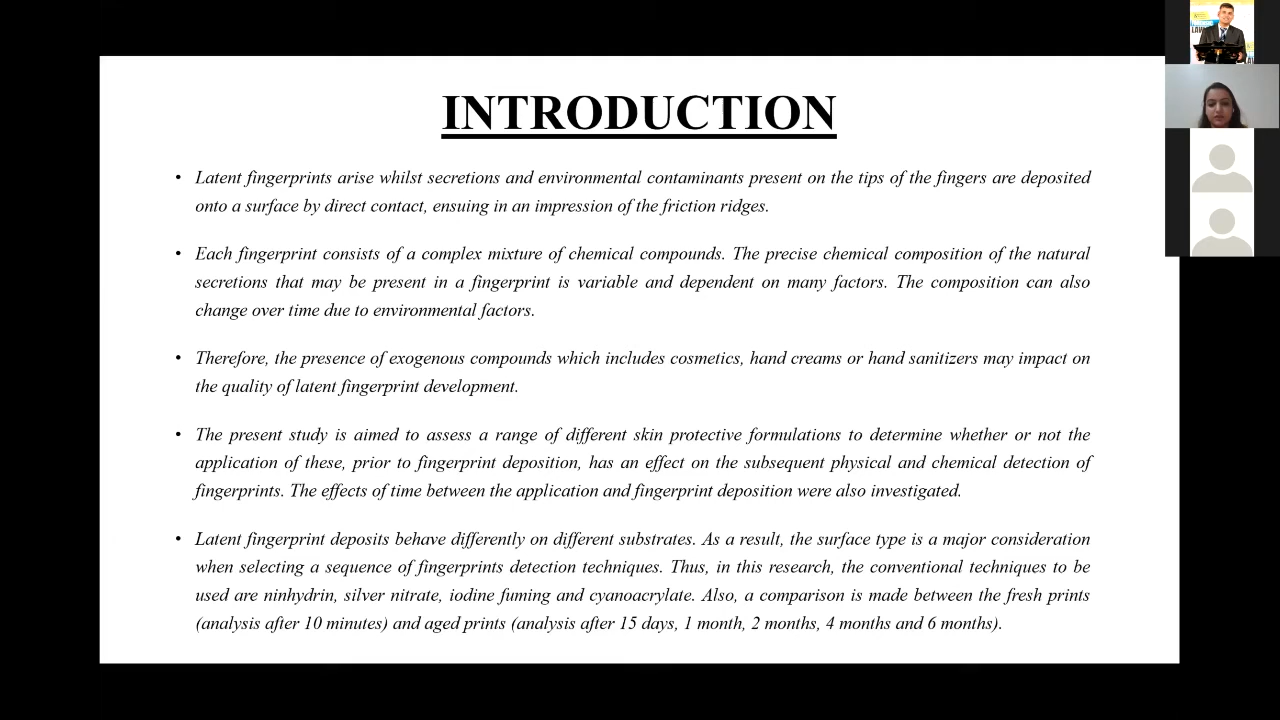 INTRODUCTION
• Latent fingerprints arise whilst secretions and environmental contaminants present on the tips of the fingers are deposited
onto a surface by direct contact, ensuing in an impression of the friction ridges.
• Each fingerprint consists of a complex mixture of chemical compounds. The precise chemical composition of the natural
secretions that may be present in a fingerprint is variable and dependent on many factors. The composition can also
change over time due to environmental factors.
• Therefore, the presence of exogenous compounds which includes cosmetics, hand creams or hand sanitizers may impact on
the quality of latent fingerprint development.
• The present study is aimed to assess a range of different skin protective formulations to determine whether or not the
application of these, prior to fingerprint deposition, has an effect on the subsequent physical and chemical detection of
fingerprints. The effects of time between the application and fingerprint deposition were also investigated.
• Latent fingerprint deposits behave differently on different substrates. As a result, the surface type is a major consideration
when selecting a sequence of fingerprints detection techniques. Thus, in this research, the conventional techniques to be
used are ninhydrin, silver nitrate, iodine fuming and cyanoacrylate. Also, a comparison is made between the fresh prints
(analysis after 10 minutes) and aged prints (analysis after 15 days, 1 month, 2 months, 4 months and 6 months).